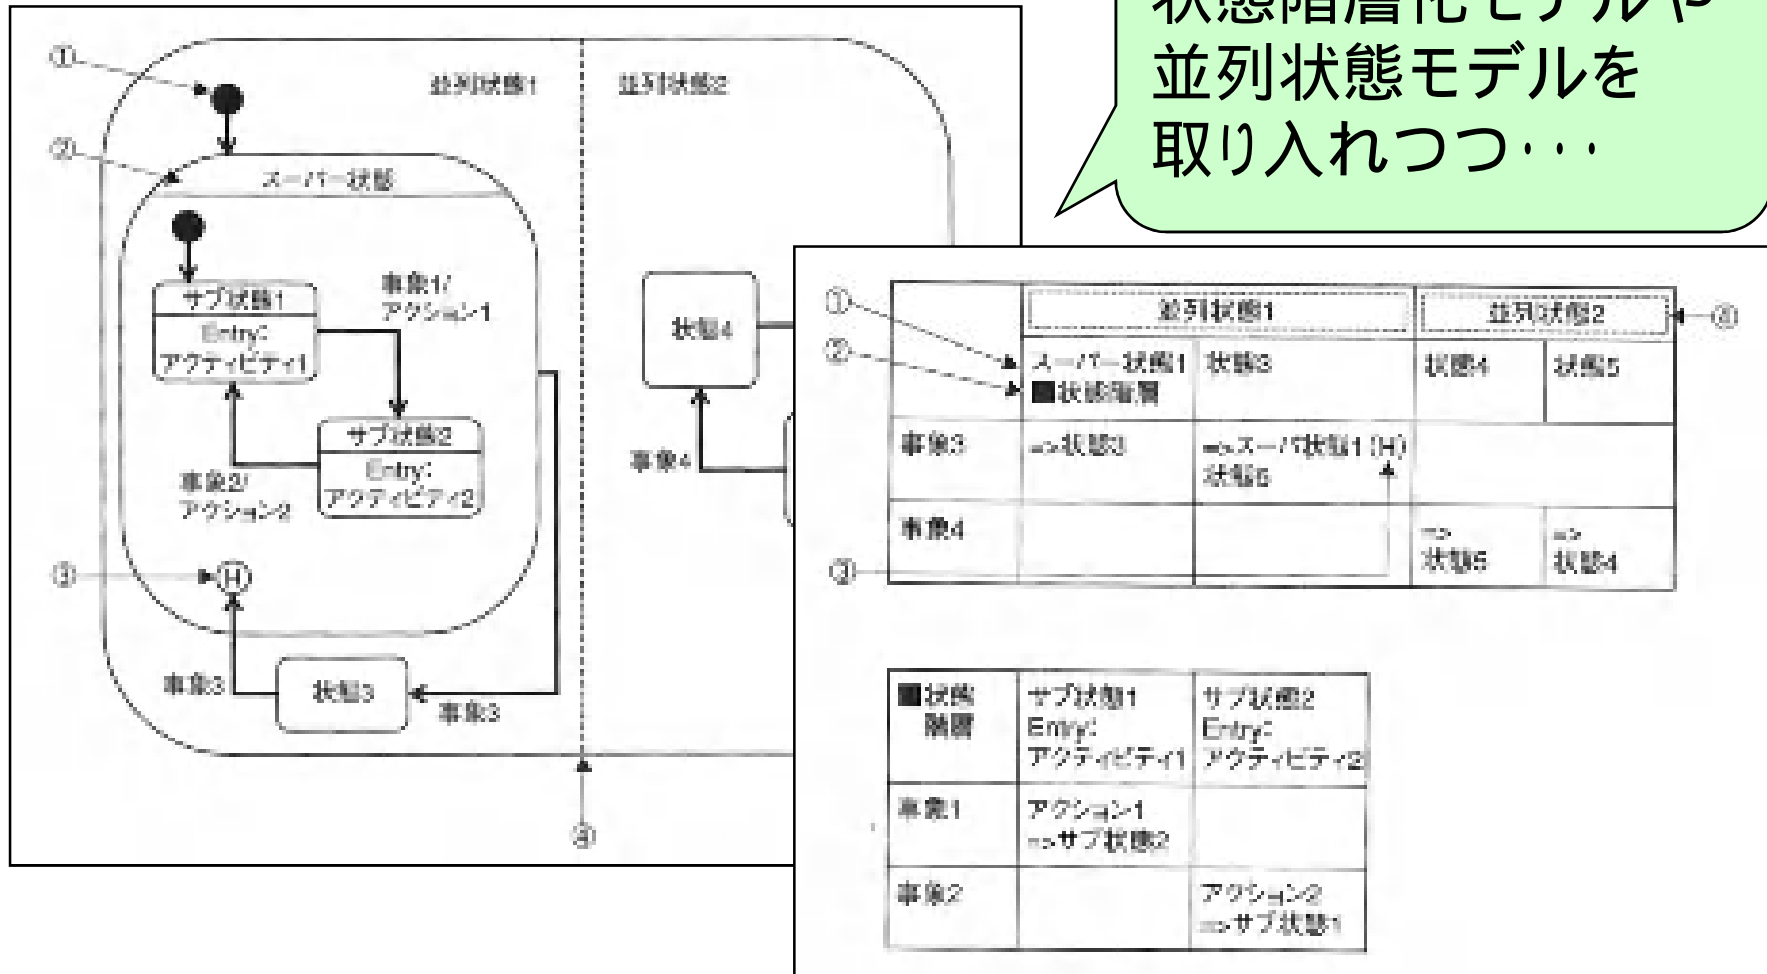 状態階層化モデルや
並列状態モデルを
取り入れつつ・・・
①
並列状態1
並列状態2
②
スーパー状態
サブ状態1
Entry:
アクティビティ1
事象1/
アクション1
サブ状態2
Entry:
アクティビティ2
事象2/
アクション2
③
H
事象3
状態3
事象3
状態4
事象4
④
①
②
並列状態1
並列状態2
④
スーパー状態1
■状態階層
状態3
状態4
状態5
事象3
=>状態3
=>スーパ状態1(H)
事象4
=>
状態5
=>
状態4
③
■状態
階層
サブ状態1
Entry:
アクティビティ1
サブ状態2
Entry:
アクティビティ2
事象1
アクション1
=>サブ状態2
事象2
アクション2
=>サブ状態1